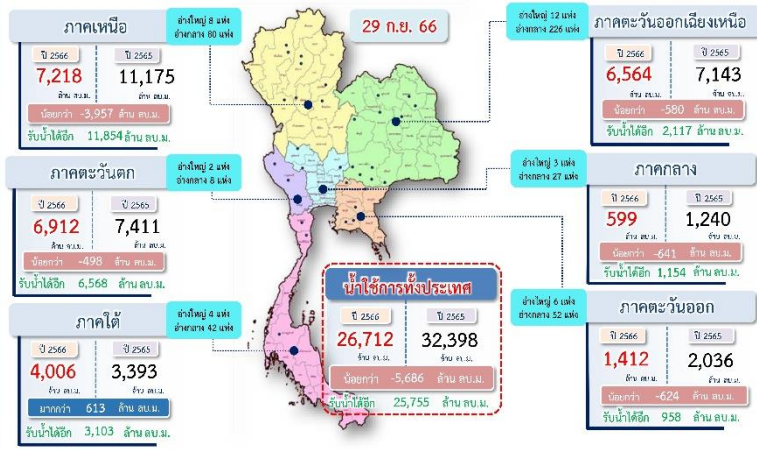 29 ก.ย. 66
ภาคเหนือ
ปี 2566 ปี 2565
7,218 11,175
ล้าน ลบ.ม. ล้าน ลบ.ม.
น้อยกว่า -3,957 ล้าน ลบ.ม.
รับน้ำได้อีก 11,854 ล้าน ลบ.ม.
อ่างใหญ่ 8 แห่ง
อ่างกลาง 80 แห่ง
ภาคตะวันตก
ปี 2566 ปี 2565
6,912 7,411
ล้าน ลบ.ม. ล้าน ลบ.ม.
น้อยกว่า -498 ล้าน ลบ.ม.
รับน้ำได้อีก 6,568 ล้าน ลบ.ม.
อ่างใหญ่ 2 แห่ง
อ่างกลาง 8 แห่ง
ภาคใต้
ปี 2566 ปี 2565
4,006 3,393
ล้าน ลบ.ม. ล้าน ลบ.ม.
มากกว่า 613 ล้าน ลบ.ม.
รับน้ำได้อีก 3,103 ล้าน ลบ.ม.
อ่างใหญ่ 4 แห่ง
อ่างกลาง 42 แห่ง
น้ำใช้การทั้งประเทศ
ปี 2566 ปี 2565
26,712 32,398
ล้าน ลบ.ม. ล้าน ลบ.ม.
น้อยกว่า -5,686 ล้าน ลบ.ม.
รับน้ำได้อีก 25,755 ล้าน ลบ.ม.
อ่างใหญ่ 12 แห่ง
อ่างกลาง 226 แห่ง
ภาคตะวันออกเฉียงเหนือ
ปี 2566 ปี 2565
6,564 7,143
ล้าน ลบ.ม. ล้าน ลบ.ม.
น้อยกว่า -580 ล้าน ลบ.ม.
รับน้ำได้อีก 2,117 ล้าน ลบ.ม.
อ่างใหญ่ 3 แห่ง
อ่างกลาง 27 แห่ง
ภาคกลาง
ปี 2566 ปี 2565
599 1,240
ล้าน ลบ.ม. ล้าน ลบ.ม.
น้อยกว่า -641 ล้าน ลบ.ม.
รับน้ำได้อีก 1,154 ล้าน ลบ.ม.
อ่างใหญ่ 6 แห่ง
อ่างกลาง 52 แห่ง
ภาคตะวันออก
ปี 2566 ปี 2565
1,412 2,036
ล้าน ลบ.ม. ล้าน ลบ.ม.
น้อยกว่า -624 ล้าน ลบ.ม.
รับน้ำได้อีก 958 ล้าน ลบ.ม.